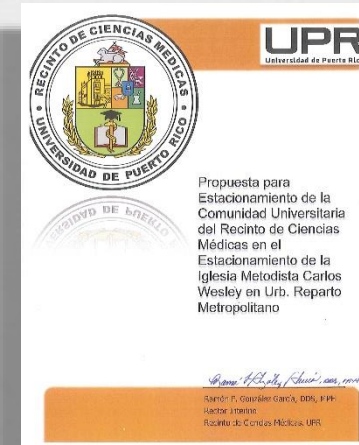 RECINTO DE CIENCIAS MEDICAS
UNIVERSIDAD DE PUERTO RICO
UPR
Universidad de Puerto Rico
Propuesta para
Estacionamiento de la
Comunidad Universitaria
del Recinto de Ciencias
Médicas en el
Estacionamiento de la
Iglesia Metodista Carlos
Wesley en Urb. Reparto
Metropolitano
Ramón F. González García, DDS, MPH
Rector Interino
Recinto de Ciencias Médicas, UPR